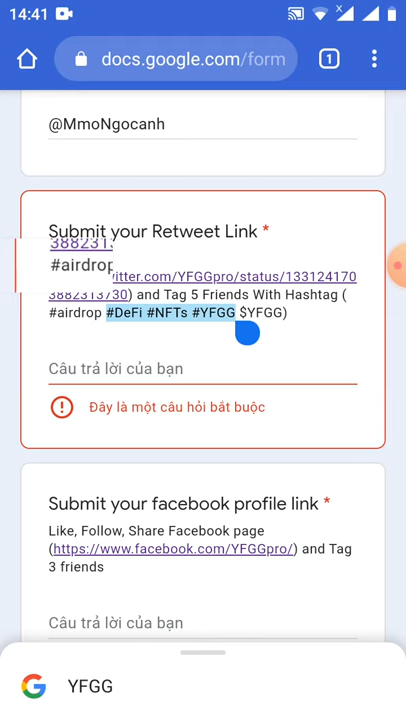 14:41
docs.google.com/form
1
@MmoNgocanh
Submit your Retweet Link *
388231
#airdrop
itter.com/YFGGpro/status/133124170
3882313730) and Tag 5 Friends With Hashtag (
#airdrop #DeFi #NFTs #YFGG $YFGG)
Câu trả lời của bạn
Đây là một câu hỏi bắt buộc
Submit your facebook profile link *
Like, Follow, Share Facebook page
(https://www.facebook.com/YFGGpro/) and Tag
3 friends
Câu trả lời của bạn
YFGG